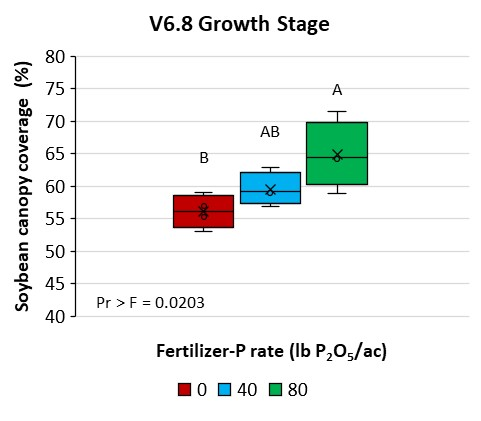 V6.8 Growth Stage
Soybean canopy coverage (%)
80
75
70
65
60
55
50
45
40
A
AB
B
Pr > F = 0.0203
Fertilizer-P rate (lb P₂O₅/ac)
0 40 80